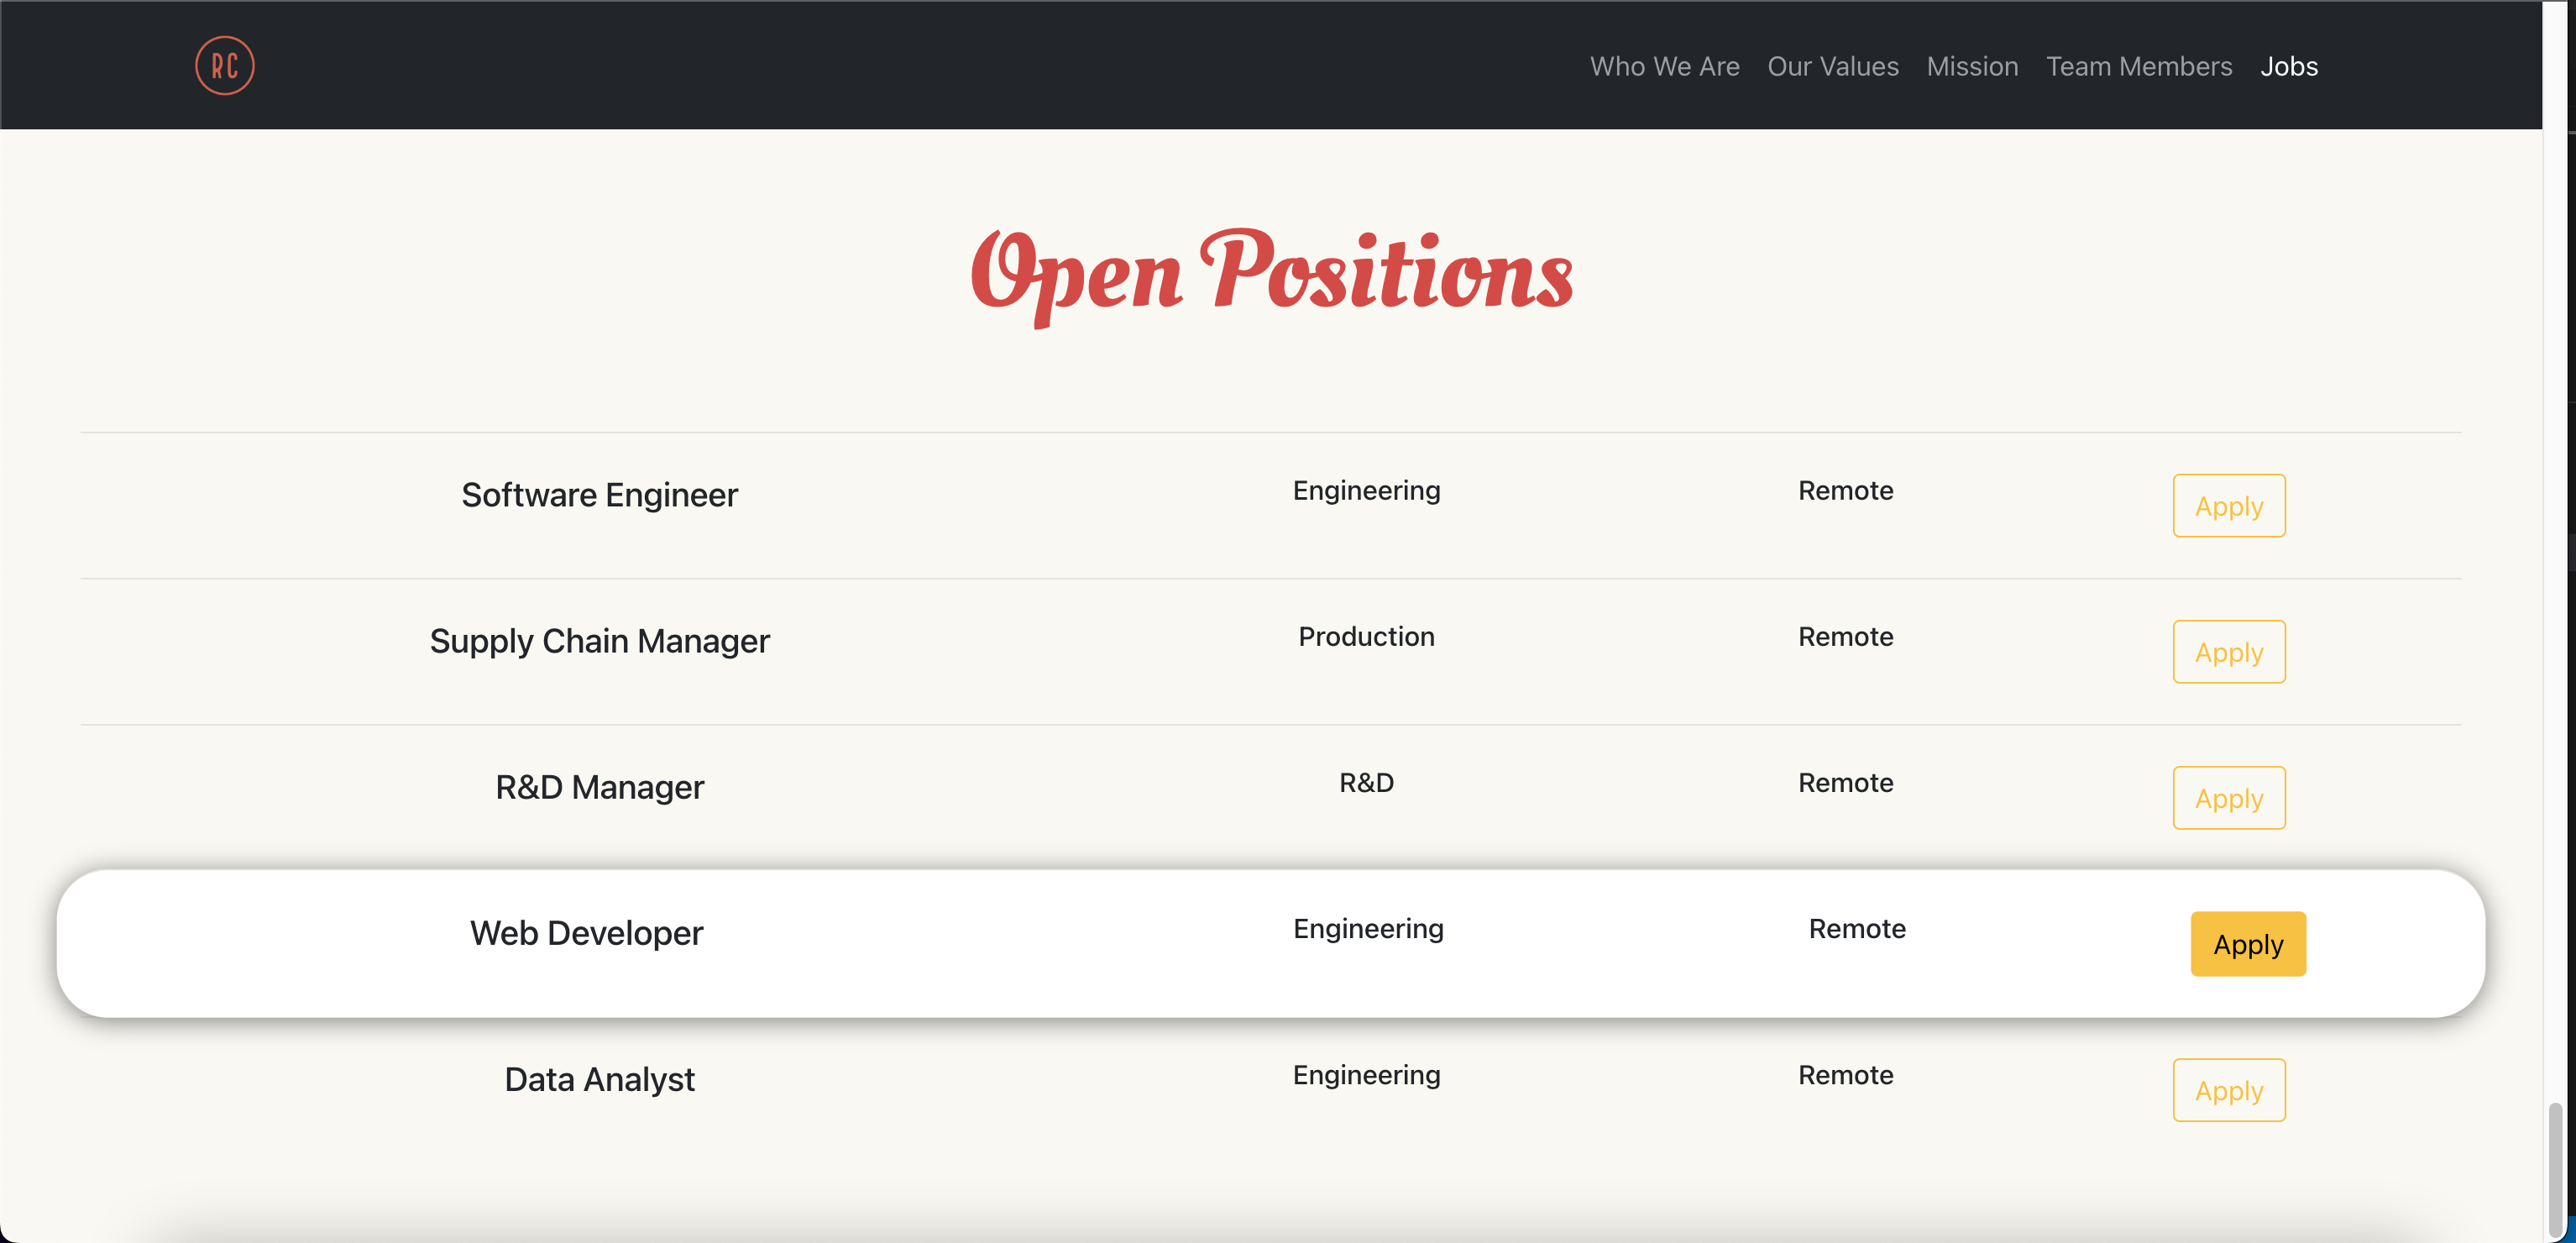 RC
Who We Are Our Values Mission Team Members Jobs
Open Positions
Software Engineer Engineering Remote Apply
Supply Chain Manager Production Remote Apply
R&D Manager R&D Remote Apply
Web Developer Engineering Remote Apply
Data Analyst Engineering Remote Apply